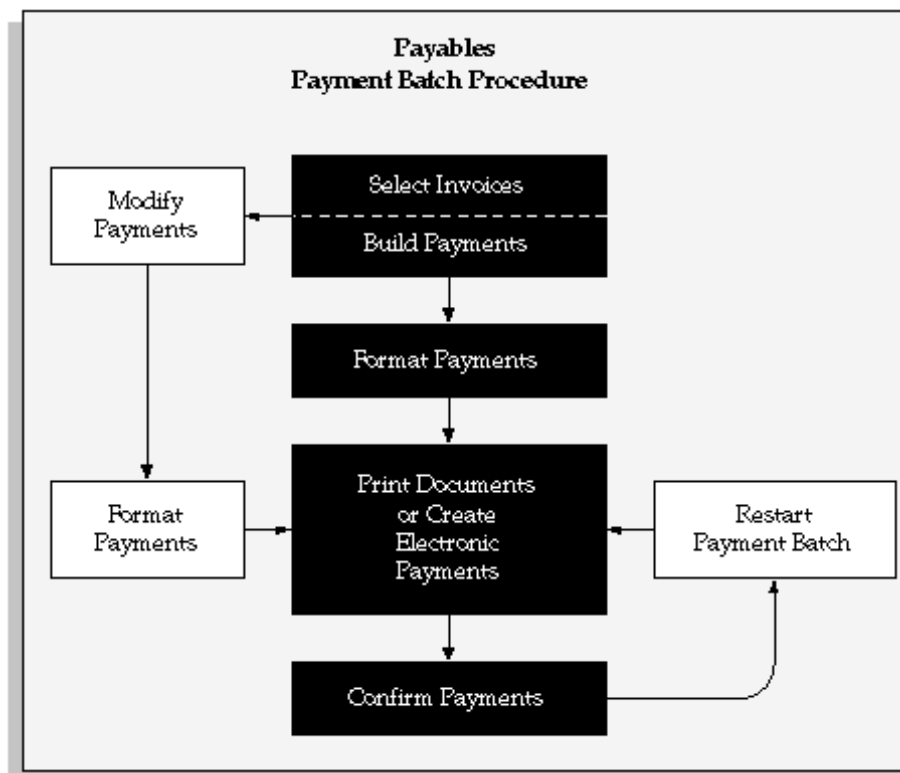 Payables
Payment Batch Procedure
Select Invoices
Modify
Payments
Build Payments
Format Payments
Print Documents
or Create
Electronic
Payments
Format
Payments
Restart
Payment Batch
Confirm Payments